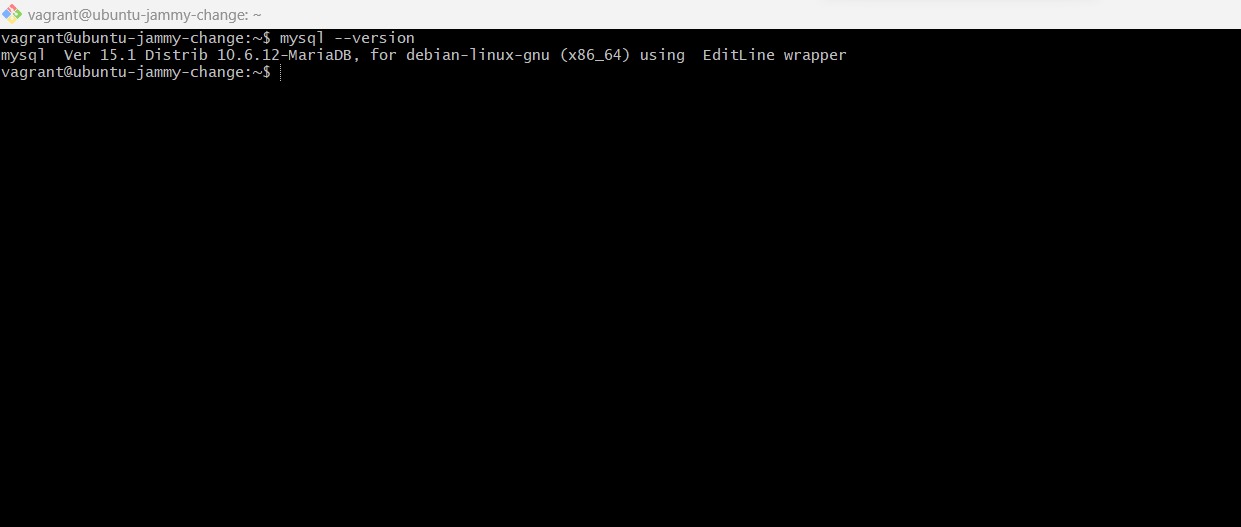 vagrant@ubuntu-jammy-change: ~
vagrant@ubuntu-jammy-change:~$ mysql --version
mysql  Ver 15.1 Distrib 10.6.12-MariaDB, for debian-linux-gnu (x86_64) using  EditLine wrapper
vagrant@ubuntu-jammy-change:~$